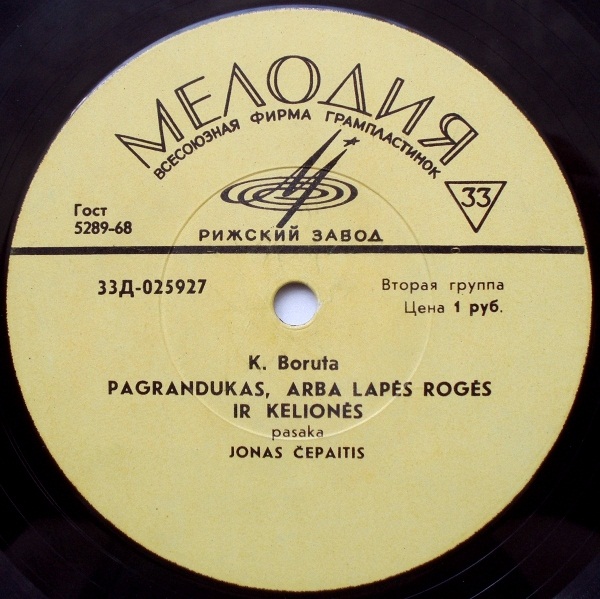 МЕЛОДИЯ
ВСЕСОЮЗНАЯ ФИРМА ГРАМПЛАСТИНОК
33
Гост
5289-68
РИЖСКИЙ ЗАВОД
33Д-025927
Вторая группа
Цена 1 руб.
K. Boruta
PAGRANDUKAS, ARBA LAPĖS ROGĖS
IR KELIONĖS
pasaka
JONAS ČEPAITIS